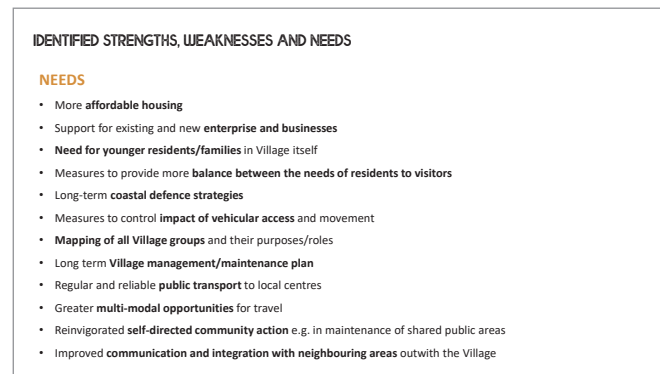 IDENTIFIED STRENGTHS, WEAKNESSES AND NEEDS
NEEDS
• More affordable housing
• Support for existing and new enterprise and businesses
• Need for younger residents/families in Village itself
• Measures to provide more balance between the needs of residents to visitors
• Long-term coastal defence strategies
• Measures to control impact of vehicular access and movement
• Mapping of all Village groups and their purposes/roles
• Long term Village management/maintenance plan
• Regular and reliable public transport to local centres
• Greater multi-modal opportunities for travel
• Reinvigorated self-directed community action e.g. in maintenance of shared public areas
• Improved communication and integration with neighbouring areas outwith the Village